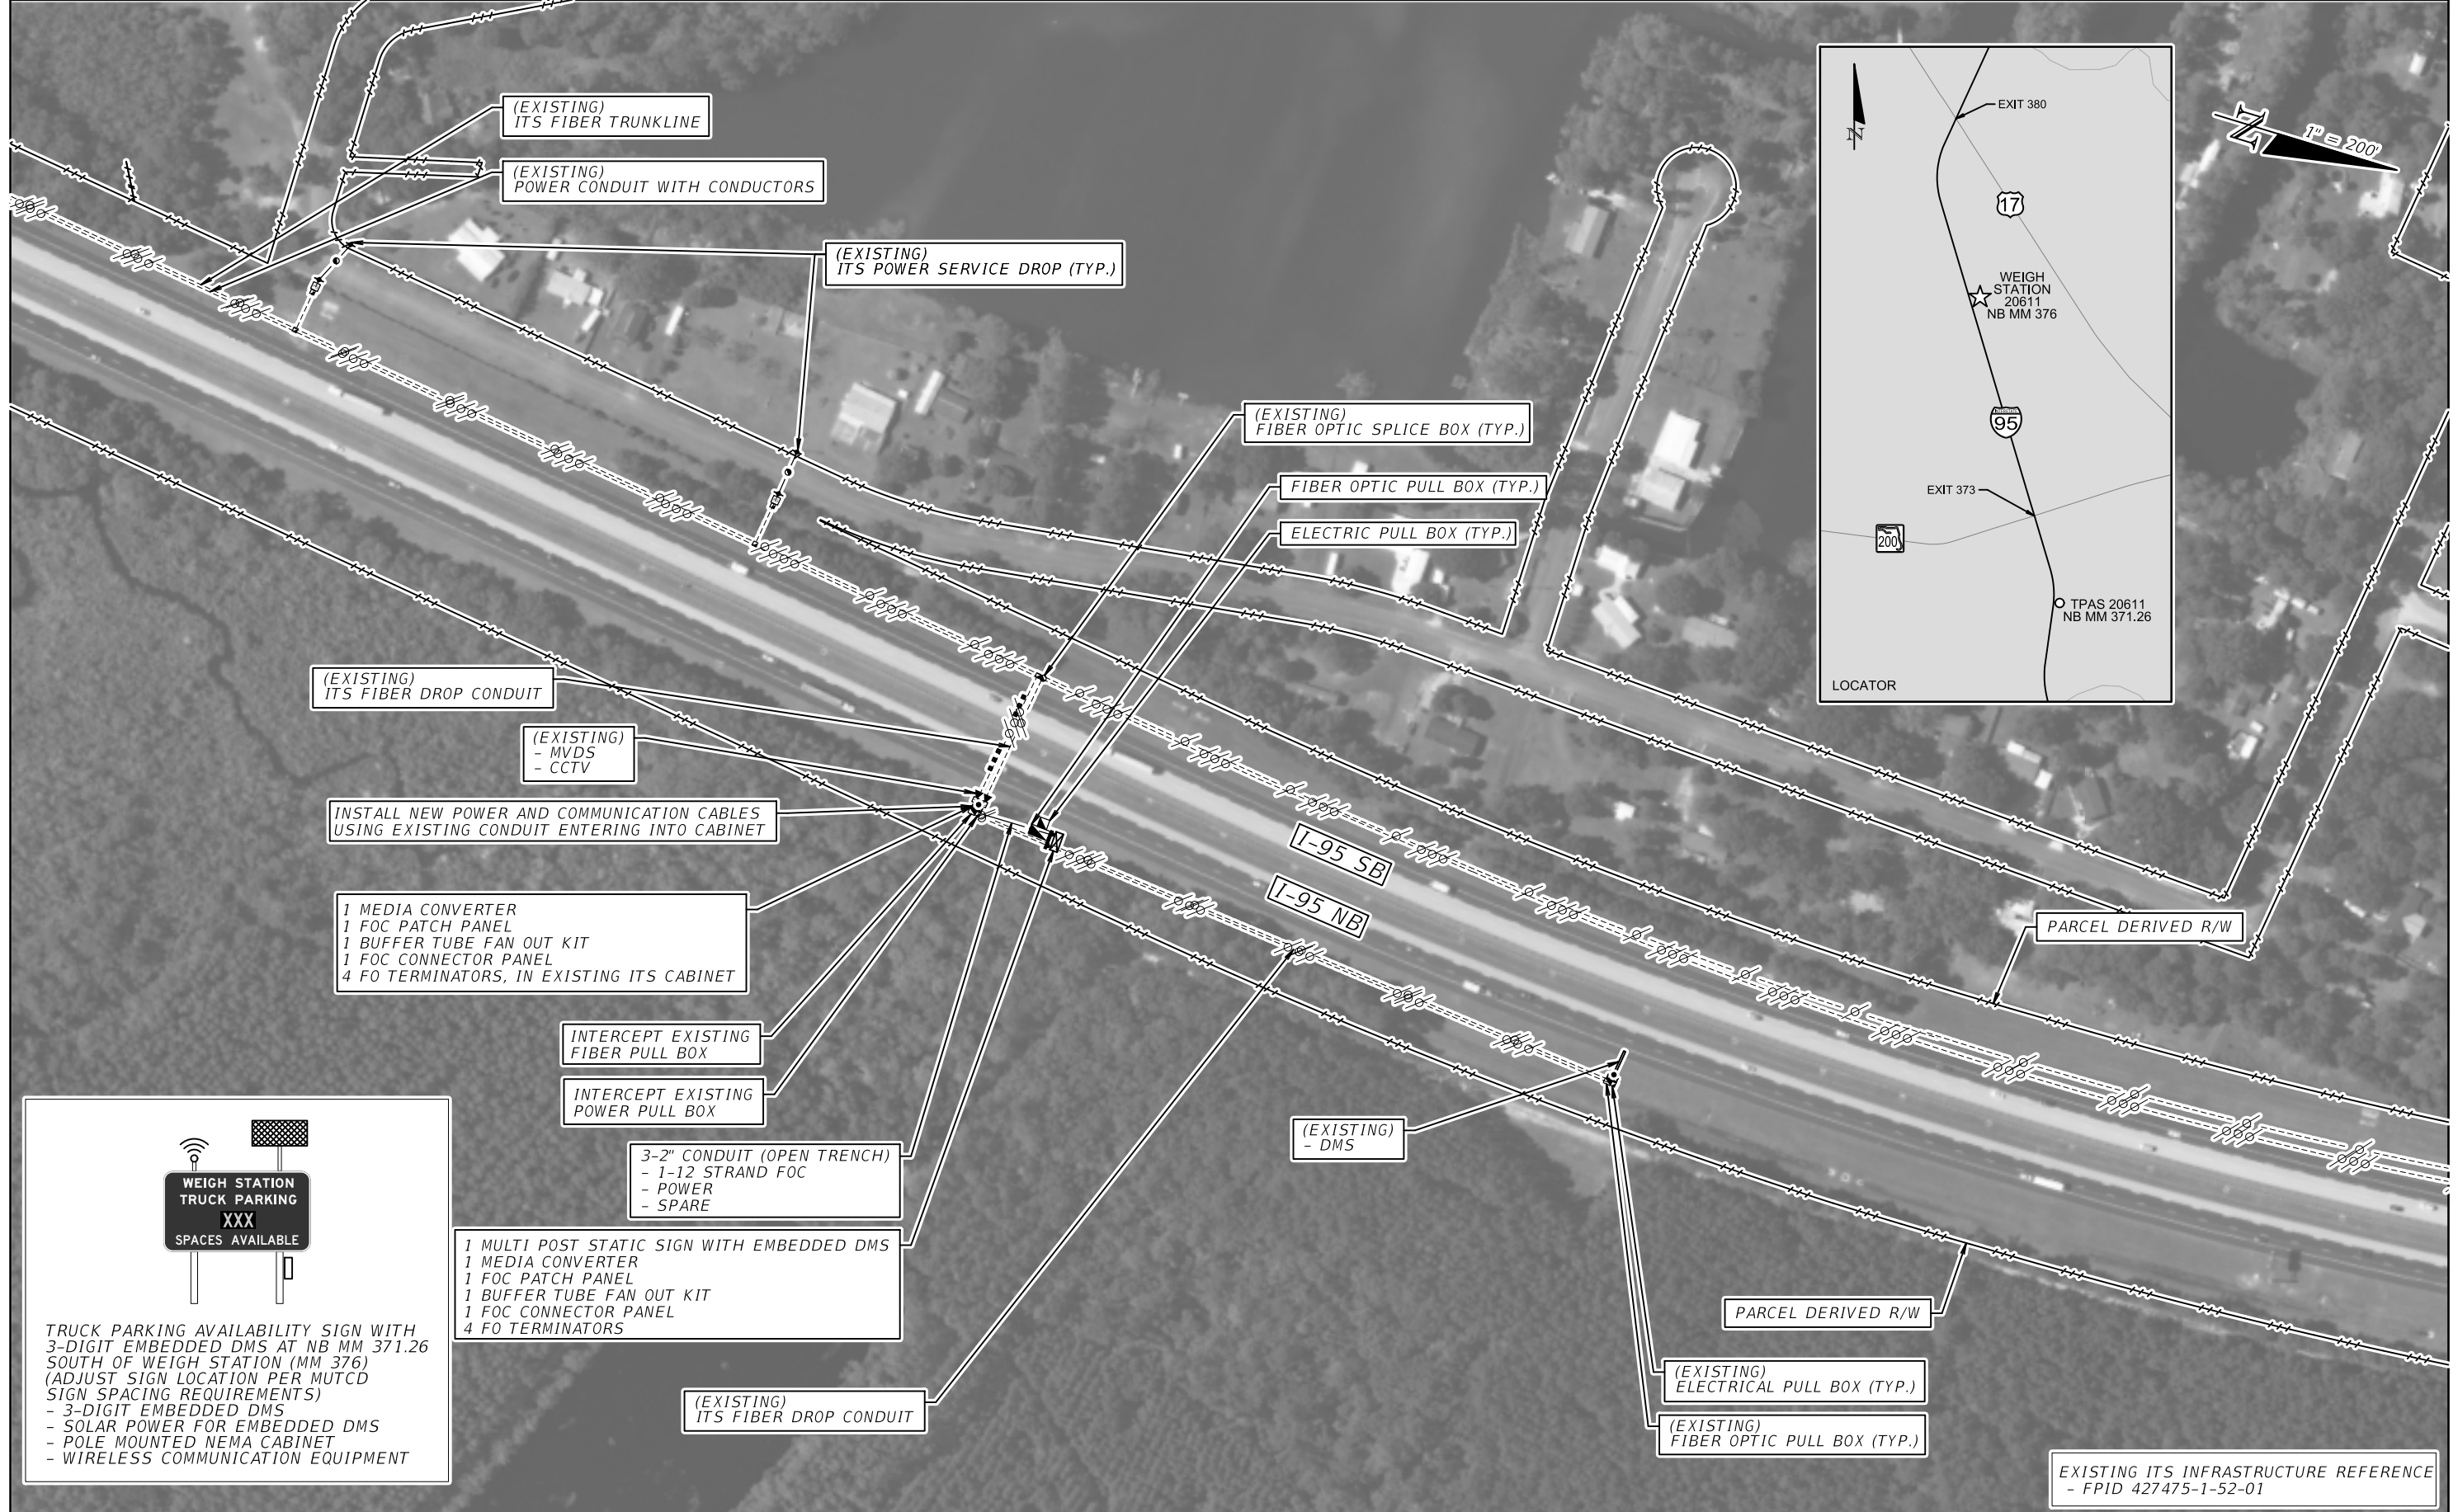 (EXISTING)
ITS FIBER TRUNKLINE
(EXISTING)
POWER CONDUIT WITH CONDUCTORS
(EXISTING)
ITS POWER SERVICE DROP (TYP.)
(EXISTING)
FIBER OPTIC SPLICE BOX (TYP.)
FIBER OPTIC PULL BOX (TYP.)
ELECTRIC PULL BOX (TYP.)
N
EXIT 380
17
WEIGH
STATION
20611
NB MM 376
INTERSTATE
95
EXIT 373
200
TPAS 20611
NB MM 371.26
LOCATOR
N
1" = 200'
(EXISTING)
ITS FIBER DROP CONDUIT
(EXISTING)
- MVDS
- CCTV
INSTALL NEW POWER AND COMMUNICATION CABLES
USING EXISTING CONDUIT ENTERING INTO CABINET
1 MEDIA CONVERTER
1 FOC PATCH PANEL
1 BUFFER TUBE FAN OUT KIT
1 FOC CONNECTOR PANEL
4 FO TERMINATORS, IN EXISTING ITS CABINET
I-95 SB
I-95 NB
PARCEL DERIVED R/W
INTERCEPT EXISTING
FIBER PULL BOX
INTERCEPT EXISTING
POWER PULL BOX
3-2" CONDUIT (OPEN TRENCH)
- 1-12 STRAND FOC
- POWER
- SPARE
1 MULTI POST STATIC SIGN WITH EMBEDDED DMS
1 MEDIA CONVERTER
1 FOC PATCH PANEL
1 BUFFER TUBE FAN OUT KIT
1 FOC CONNECTOR PANEL
4 FO TERMINATORS
(EXISTING)
ITS FIBER DROP CONDUIT
(EXISTING)
- DMS
PARCEL DERIVED R/W
(EXISTING)
ELECTRICAL PULL BOX (TYP.)
(EXISTING)
FIBER OPTIC PULL BOX (TYP.)
WEIGH STATION
TRUCK PARKING
XXX
SPACES AVAILABLE
TRUCK PARKING AVAILABILITY SIGN WITH
3-DIGIT EMBEDDED DMS AT NB MM 371.26
SOUTH OF WEIGH STATION (MM 376)
(ADJUST SIGN LOCATION PER MUTCD
SIGN SPACING REQUIREMENTS)
- 3-DIGIT EMBEDDED DMS
- SOLAR POWER FOR EMBEDDED DMS
- POLE MOUNTED NEMA CABINET
- WIRELESS COMMUNICATION EQUIPMENT
EXISTING ITS INFRASTRUCTURE REFERENCE
- FPID 427475-1-52-01